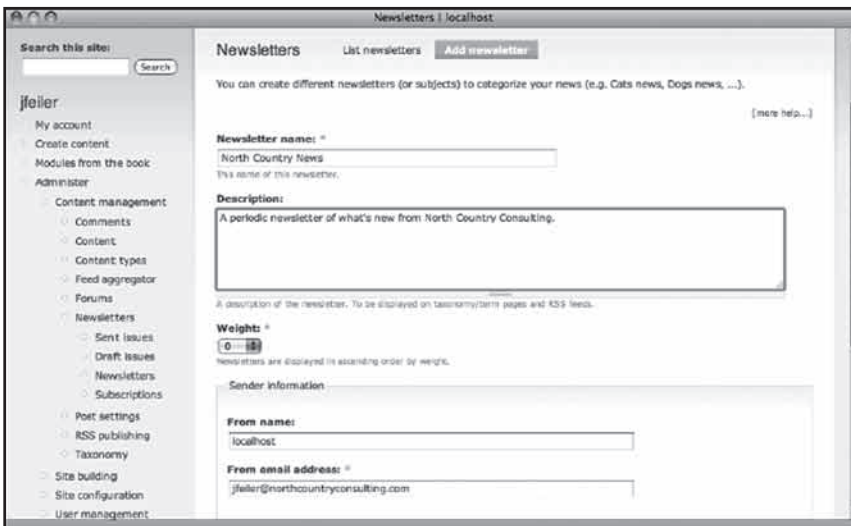 Newsletters | localhost
Search this site:
Search
jfeiler
My account
Create content
Modules from the book
Administer
Content management
Comments
Content
Content types
Feed aggregator
Forums
Newsletters
Sent issues
Draft issues
Newsletters
Subscriptions
Post settings
RSS publishing
Taxonomy
Site building
Site configuration
User management
Newsletters
List newsletters
Add newsletter
You can create different newsletters (or subjects) to categorize your news (e.g. Cats news, Dogs news, ...).
[more help...]
Newsletter name: *
North Country News
This name of this newsletter.
Description:
A periodic newsletter of what's new from North Country Consulting.
A description of the newsletter. To be displayed on taxonomy/term pages and RSS feeds.
Weight: *
0
Newsletters are displayed in ascending order by weight.
Sender information
From name:
localhost
From email address: *
jfeiler@northcountryconsulting.com